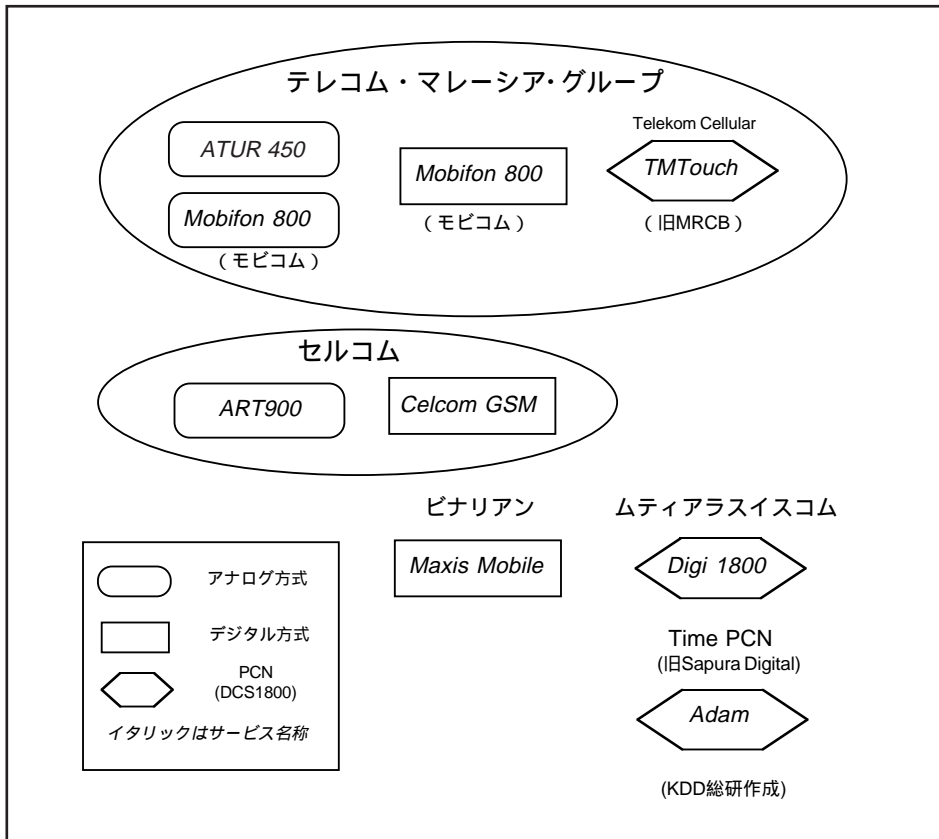 テレコム・マレーシア・グループ
ATUR 450
Mobifon 800
(モビコム)
Mobifon 800
(モビコム)
Telekom Cellular
TMTouch
(旧MRCB)
セルコム
ART900
Celcom GSM
ビナリアン
Maxis Mobile
ムティアラスイスコム
Digi 1800
Time PCN
(旧Sapura Digital)
Adam
(KDD総研作成)
アナログ方式
デジタル方式
PCN
(DCS1800)
イタリックはサービス名称